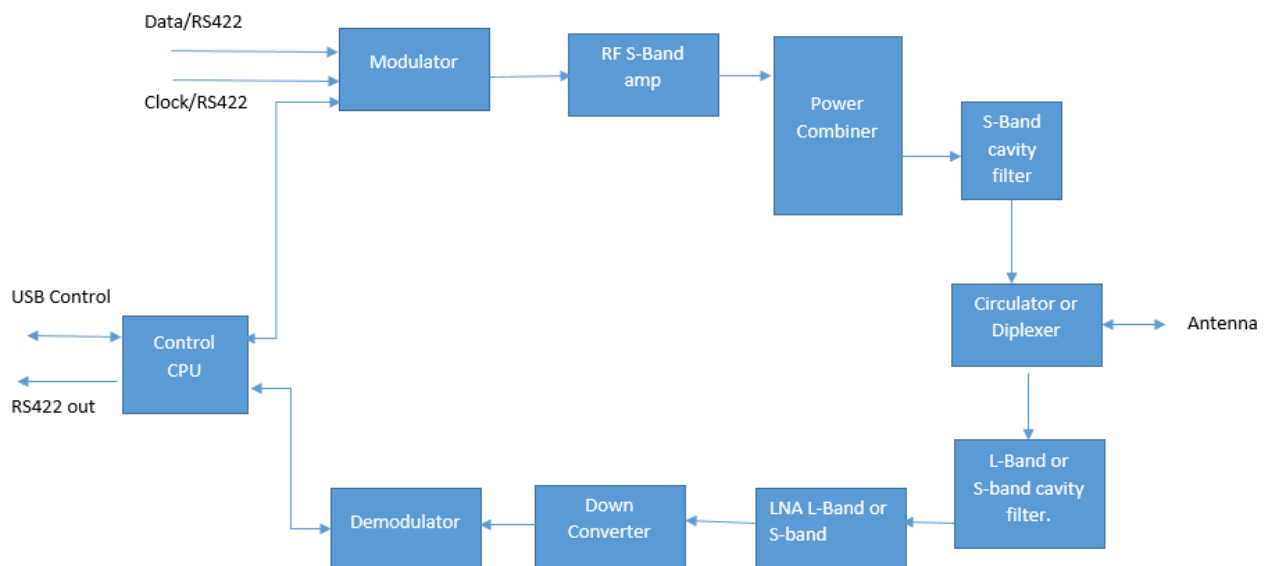 Data/RS422
Clock/RS422
Modulator
RF S-Band
amp
Power
Combiner
S-Band
cavity
filter
Circulator or
Diplexer
Antenna
USB Control
RS422 out
Control
CPU
Demodulator
Down
Converter
LNA L-Band or
S-band
L-Band or
S-band cavity
filter.